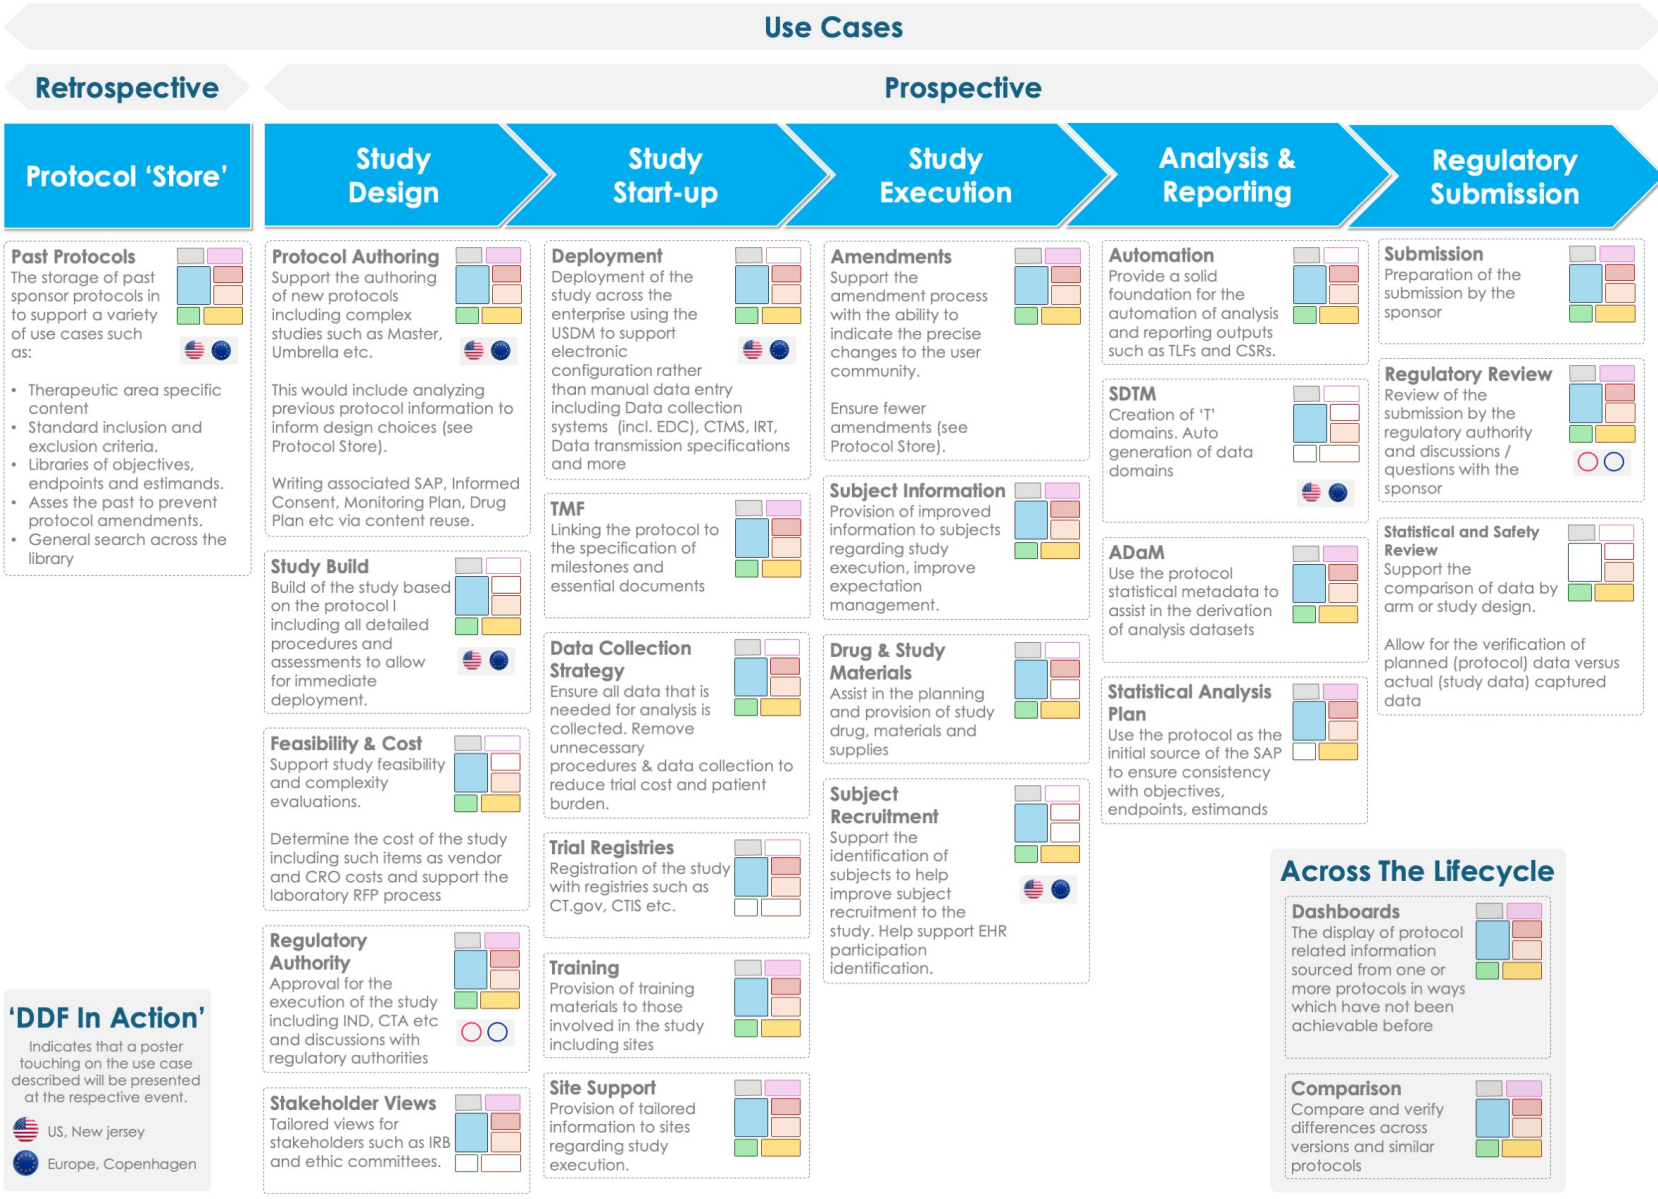 Use Cases
Retrospective
Prospective
Protocol ‘Store’
Study
Design
Study
Start-up
Study
Execution
Analysis &
Reporting
Regulatory
Submission
Past Protocols
The storage of past
sponsor protocols in
to support a variety
of use cases such
as:
• Therapeutic area specific
content
• Standard inclusion and
exclusion criteria.
• Libraries of objectives,
endpoints and estimands.
• Asses the past to prevent
protocol amendments.
• General search across the
library
‘DDF In Action’
Indicates that a poster
touching on the use case
described will be presented
at the respective event.
US, New jersey
Europe, Copenhagen
Protocol Authoring
Support the authoring
of new protocols
including complex
studies such as Master,
Umbrella etc.
This would include analyzing
previous protocol information to
inform design choices (see
Protocol Store).
Writing associated SAP, Informed
Consent, Monitoring Plan, Drug
Plan etc via content reuse.
Study Build
Build of the study based
on the protocol I
including all detailed
procedures and
assessments to allow
for immediate
deployment.
Feasibility & Cost
Support study feasibility
and complexity
evaluations.
Determine the cost of the study
including such items as vendor
and CRO costs and support the
laboratory RFP process
Regulatory
Authority
Approval for the
execution of the study
including IND, CTA etc
and discussions with
regulatory authorities
Stakeholder Views
Tailored views for
stakeholders such as IRB
and ethic committees.
Deployment
Deployment of the
study across the
enterprise using the
USDM to support
electronic
configuration rather
than manual data entry
including Data collection
systems (incl. EDC), CTMS, IRT,
Data transmission specifications
and more
TMF
Linking the protocol to
the specification of
milestones and
essential documents
Data Collection
Strategy
Ensure all data that is
needed for analysis is
collected. Remove
unnecessary
procedures & data collection to
reduce trial cost and patient
burden.
Trial Registries
Registration of the study
with registries such as
CT.gov, CTIS etc.
Training
Provision of training
materials to those
involved in the study
including sites
Site Support
Provision of tailored
information to sites
regarding study
execution.
Amendments
Support the
amendment process
with the ability to
indicate the precise
changes to the user
community.
Ensure fewer
amendments (see
Protocol Store).
Subject Information
Provision of improved
information to subjects
regarding study
execution, improve
expectation
management.
Drug & Study
Materials
Assist in the planning
and provision of study
drug, materials and
supplies
Subject
Recruitment
Support the
identification of
subjects to help
improve subject
recruitment to the
study. Help support EHR
participation
identification.
Automation
Provide a solid
foundation for the
automation of analysis
and reporting outputs
such as TLFs and CSRs.
SDTM
Creation of ‘T’
domains. Auto
generation of data
domains
ADaM
Use the protocol
statistical metadata to
assist in the derivation
of analysis datasets
Statistical Analysis
Plan
Use the protocol as the
initial source of the SAP
to ensure consistency
with objectives,
endpoints, estimands
Submission
Preparation of the
submission by the
sponsor
Regulatory Review
Review of the
submission by the
regulatory authority
and discussions /
questions with the
sponsor
Statistical and Safety
Review
Support the
comparison of data by
arm or study design.
Allow for the verification of
planned (protocol) data versus
actual (study data) captured
data
Across The Lifecycle
Dashboards
The display of protocol
related information
sourced from one or
more protocols in ways
which have not been
achievable before
Comparison
Compare and verify
differences across
versions and similar
protocols